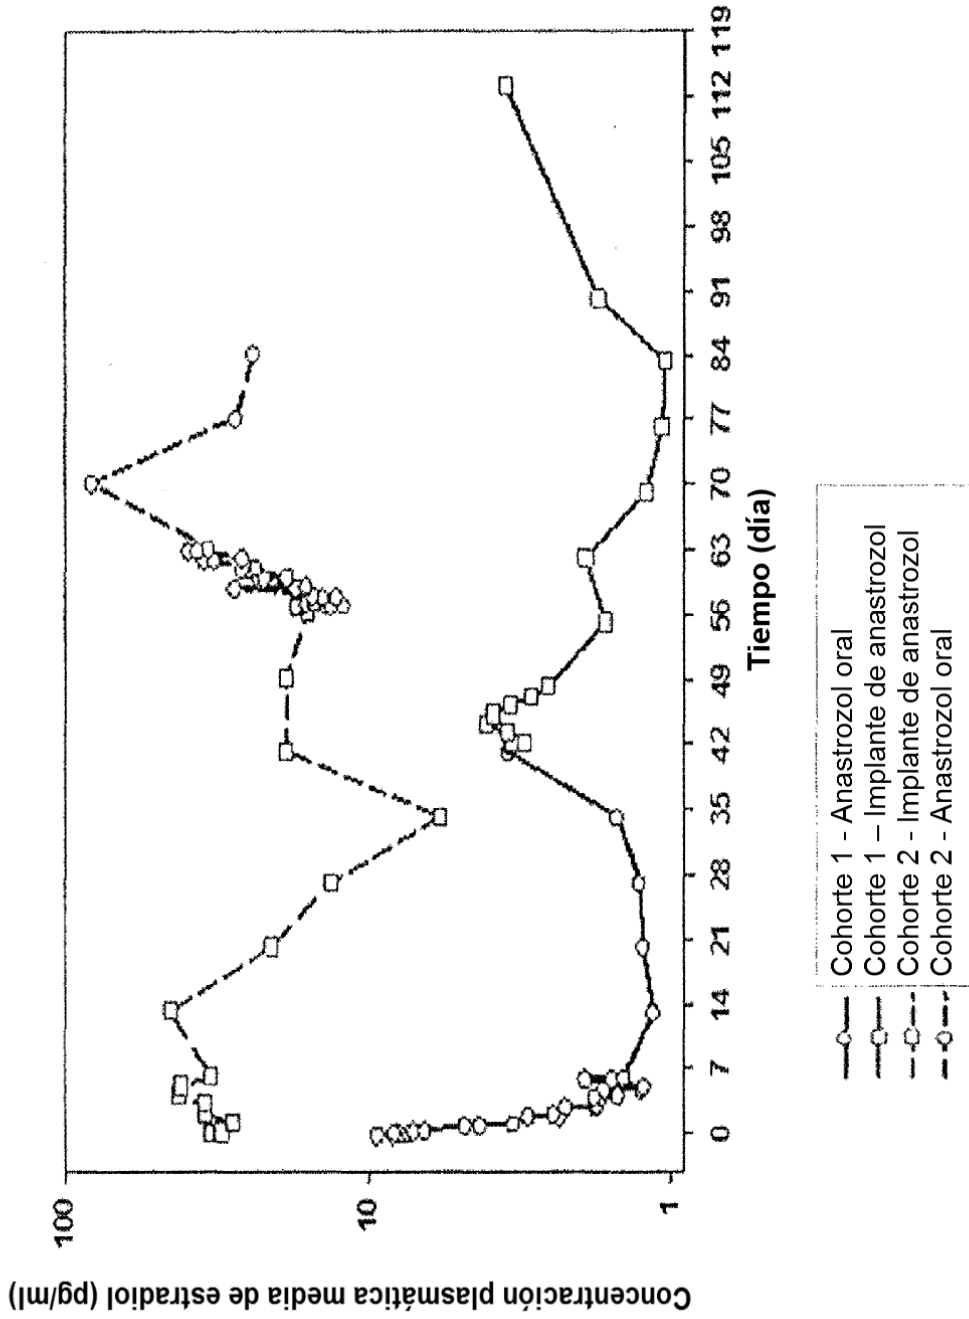 Concentración plasmática media de estradiol (pg/ml)
100
10
1
0 7 14 21 28 35 42 49 56 63 70 77 84 91 98 105 112 119
Tiempo (día)
Cohorte 1 - Anastrozol oral
Cohorte 1 – Implante de anastrozol
Cohorte 2 - Implante de anastrozol
Cohorte 2 - Anastrozol oral